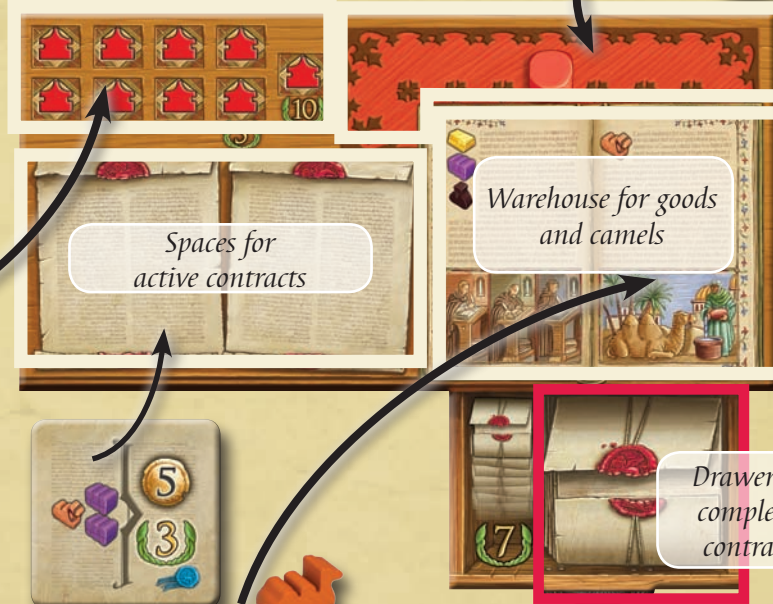 10
Warehouse for goods
and camels
Spaces for
active contracts
5
3
7
Drawer
comple
contra